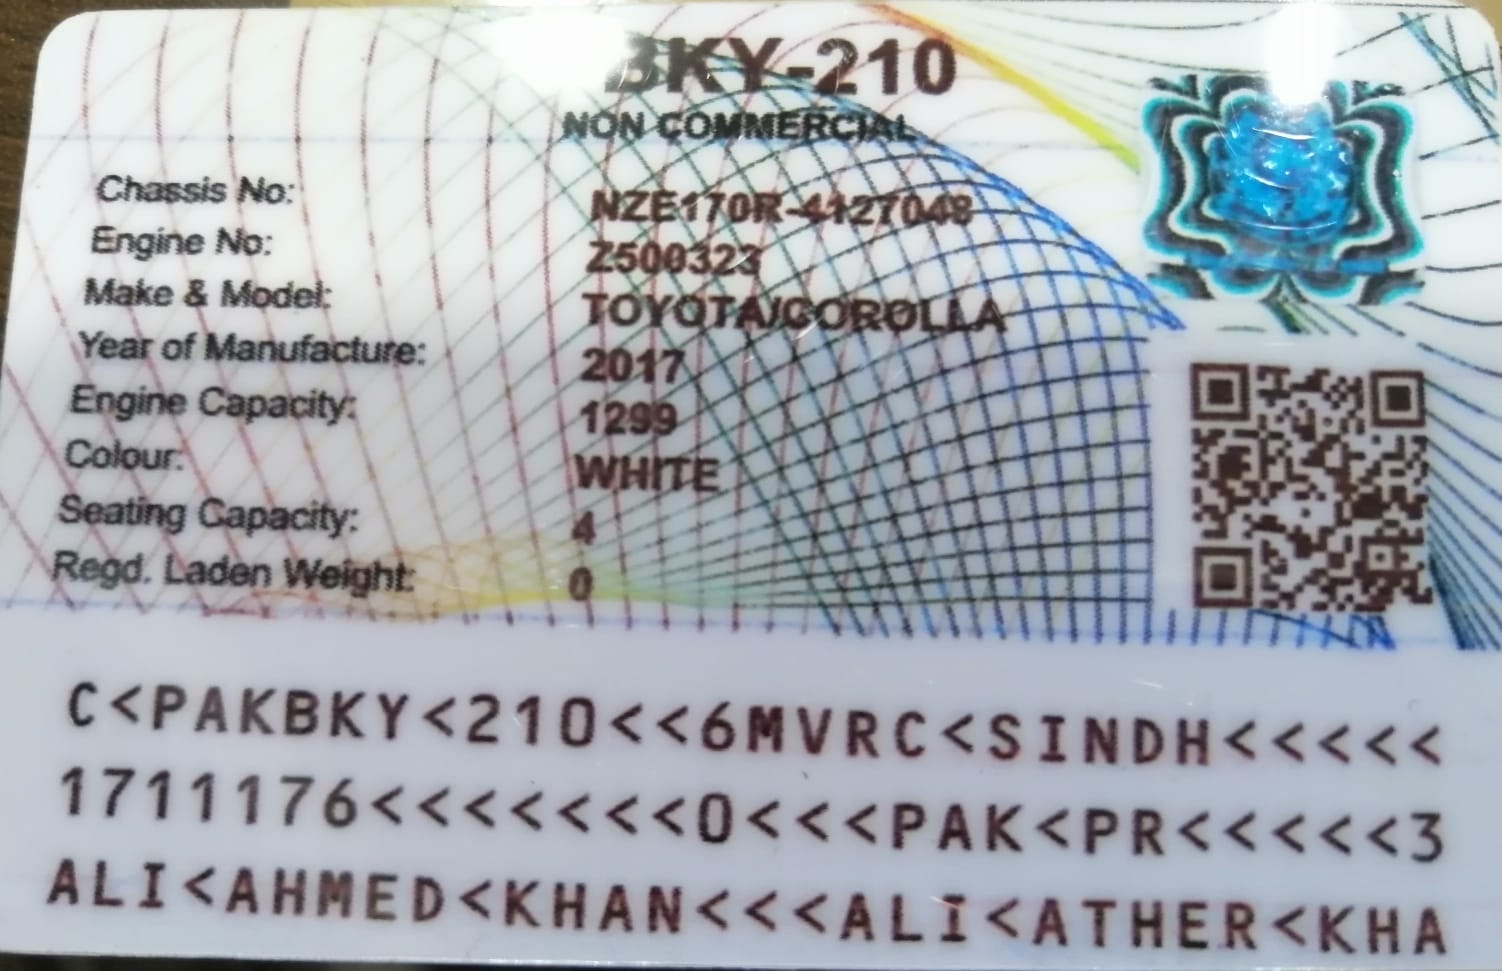 BKY-210
NON COMMERCIAL
Chassis No: NZE170R-4127048
Engine No: Z500323
Make & Model: TOYOTA/COROLLA
Year of Manufacture: 2017
Engine Capacity: 1299
Colour: WHITE
Seating Capacity: 4
Regd. Laden Weight: 0
C<PAKBKY<210<<6MVRC<SINDH<<<<<
1711176<<<<<<<0<<<PAK<PR<<<<<3
ALI<AHMED<KHAN<<<ALI<ATHER<KHA